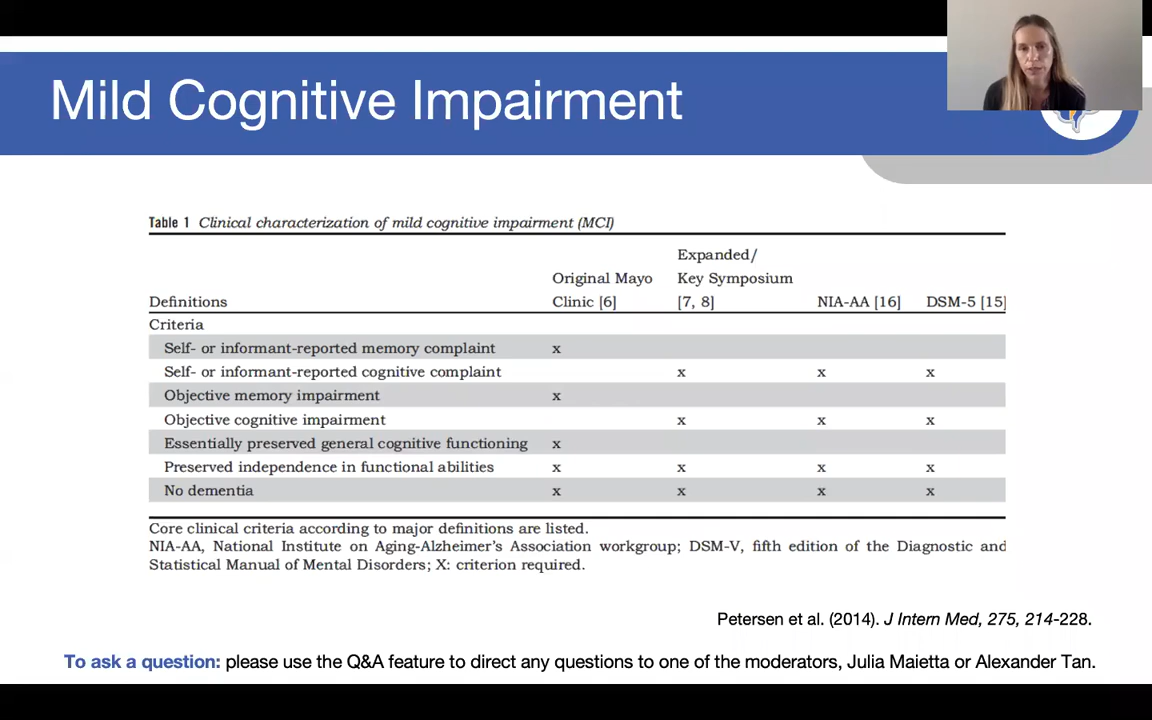 Mild Cognitive Impairment
Table 1 Clinical characterization of mild cognitive impairment (MCI)
Expanded/
Original Mayo Key Symposium
Definitions Clinic [6] [7, 8] NIA-AA [16] DSM-5 [15]
Criteria
Self- or informant-reported memory complaint x
Self- or informant-reported cognitive complaint x x x
Objective memory impairment x
Objective cognitive impairment x x x
Essentially preserved general cognitive functioning x
Preserved independence in functional abilities x x x x
No dementia x x x x
Core clinical criteria according to major definitions are listed.
NIA-AA, National Institute on Aging-Alzheimer's Association workgroup; DSM-V, fifth edition of the Diagnostic and
Statistical Manual of Mental Disorders; X: criterion required.
Petersen et al. (2014). J Intern Med, 275, 214-228.
To ask a question: please use the Q&A feature to direct any questions to one of the moderators, Julia Maietta or Alexander Tan.